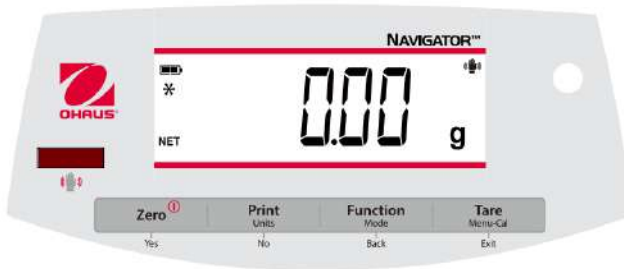 NAVIGATOR™
OHAUS®
*
0.00
NET
g
Zero
Print
Function
Tare
Units
Mode
Menu-Cal
Yes
No
Back
Exit